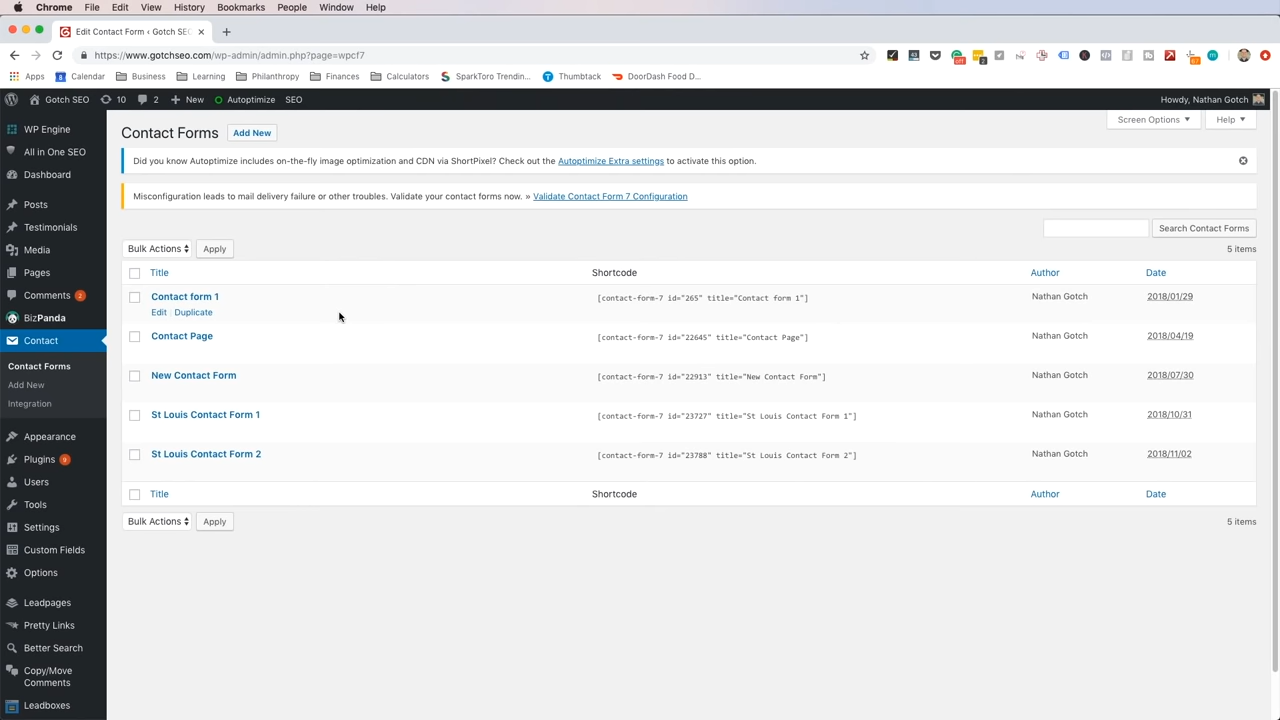 Chrome File Edit View History Bookmarks People Window Help
Edit Contact Form ‹ Gotch SEO
https://www.gotchseo.com/wp-admin/admin.php?page=wpcf7
Apps Calendar Business Learning Philanthropy Finances Calculators SparkToro Trendin... Thumbtack DoorDash Food D...
Gotch SEO 10 2 New Autoptimize SEO Howdy, Nathan Gotch
Screen Options Help
WP Engine
All in One SEO
Dashboard
Posts
Testimonials
Media
Pages
Comments 2
BizPanda
Contact
Contact Forms
Add New
Integration
Appearance
Plugins 9
Users
Tools
Settings
Custom Fields
Options
Leadpages
Pretty Links
Better Search
Copy/Move
Comments
Leadboxes
Contact Forms Add New
Did you know Autoptimize includes on-the-fly image optimization and CDN via ShortPixel? Check out the Autoptimize Extra settings to activate this option.
Misconfiguration leads to mail delivery failure or other troubles. Validate your contact forms now. » Validate Contact Form 7 Configuration
Search Contact Forms
Bulk Actions Apply 5 items
Title Shortcode Author Date
Contact form 1 [contact-form-7 id="265" title="Contact form 1"] Nathan Gotch 2018/01/29
Edit | Duplicate
Contact Page [contact-form-7 id="22645" title="Contact Page"] Nathan Gotch 2018/04/19
New Contact Form [contact-form-7 id="22913" title="New Contact Form"] Nathan Gotch 2018/07/30
St Louis Contact Form 1 [contact-form-7 id="23727" title="St Louis Contact Form 1"] Nathan Gotch 2018/10/31
St Louis Contact Form 2 [contact-form-7 id="23788" title="St Louis Contact Form 2"] Nathan Gotch 2018/11/02
Title Shortcode Author Date
Bulk Actions Apply 5 items